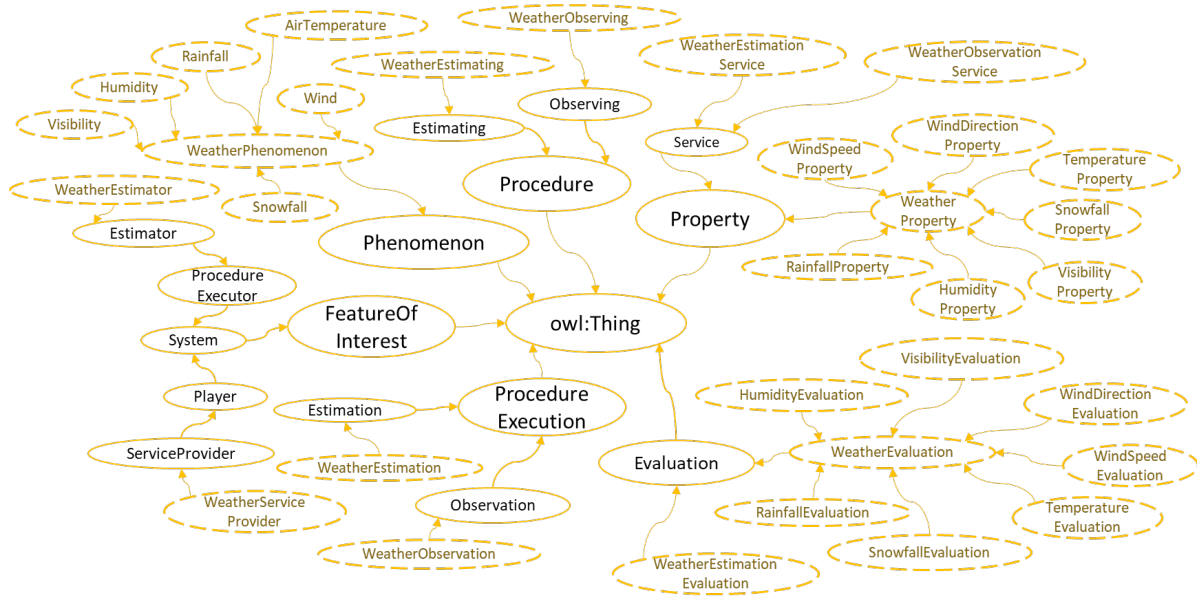 WeatherObserving
AirTemperature
WeatherEstimation
Service
WeatherObservation
Service
Rainfall
WeatherEstimating
Humidity
Wind
Observing
Visibility
Estimating
Service
WindDirection
Property
WeatherPhenomenon
WindSpeed
Property
Temperature
Property
WeatherEstimator
Procedure
Weather
Property
Snowfall
Snowfall
Property
Property
Estimator
Phenomenon
RainfallProperty
Visibility
Property
Procedure
Executor
Humidity
Property
FeatureOf
Interest
owl:Thing
System
VisibilityEvaluation
Player
HumidityEvaluation
WindDirection
Evaluation
Estimation
Procedure
Execution
ServiceProvider
WeatherEvaluation
WindSpeed
Evaluation
WeatherEstimation
Evaluation
WeatherService
Provider
Observation
RainfallEvaluation
Temperature
Evaluation
WeatherObservation
SnowfallEvaluation
WeatherEstimation
Evaluation